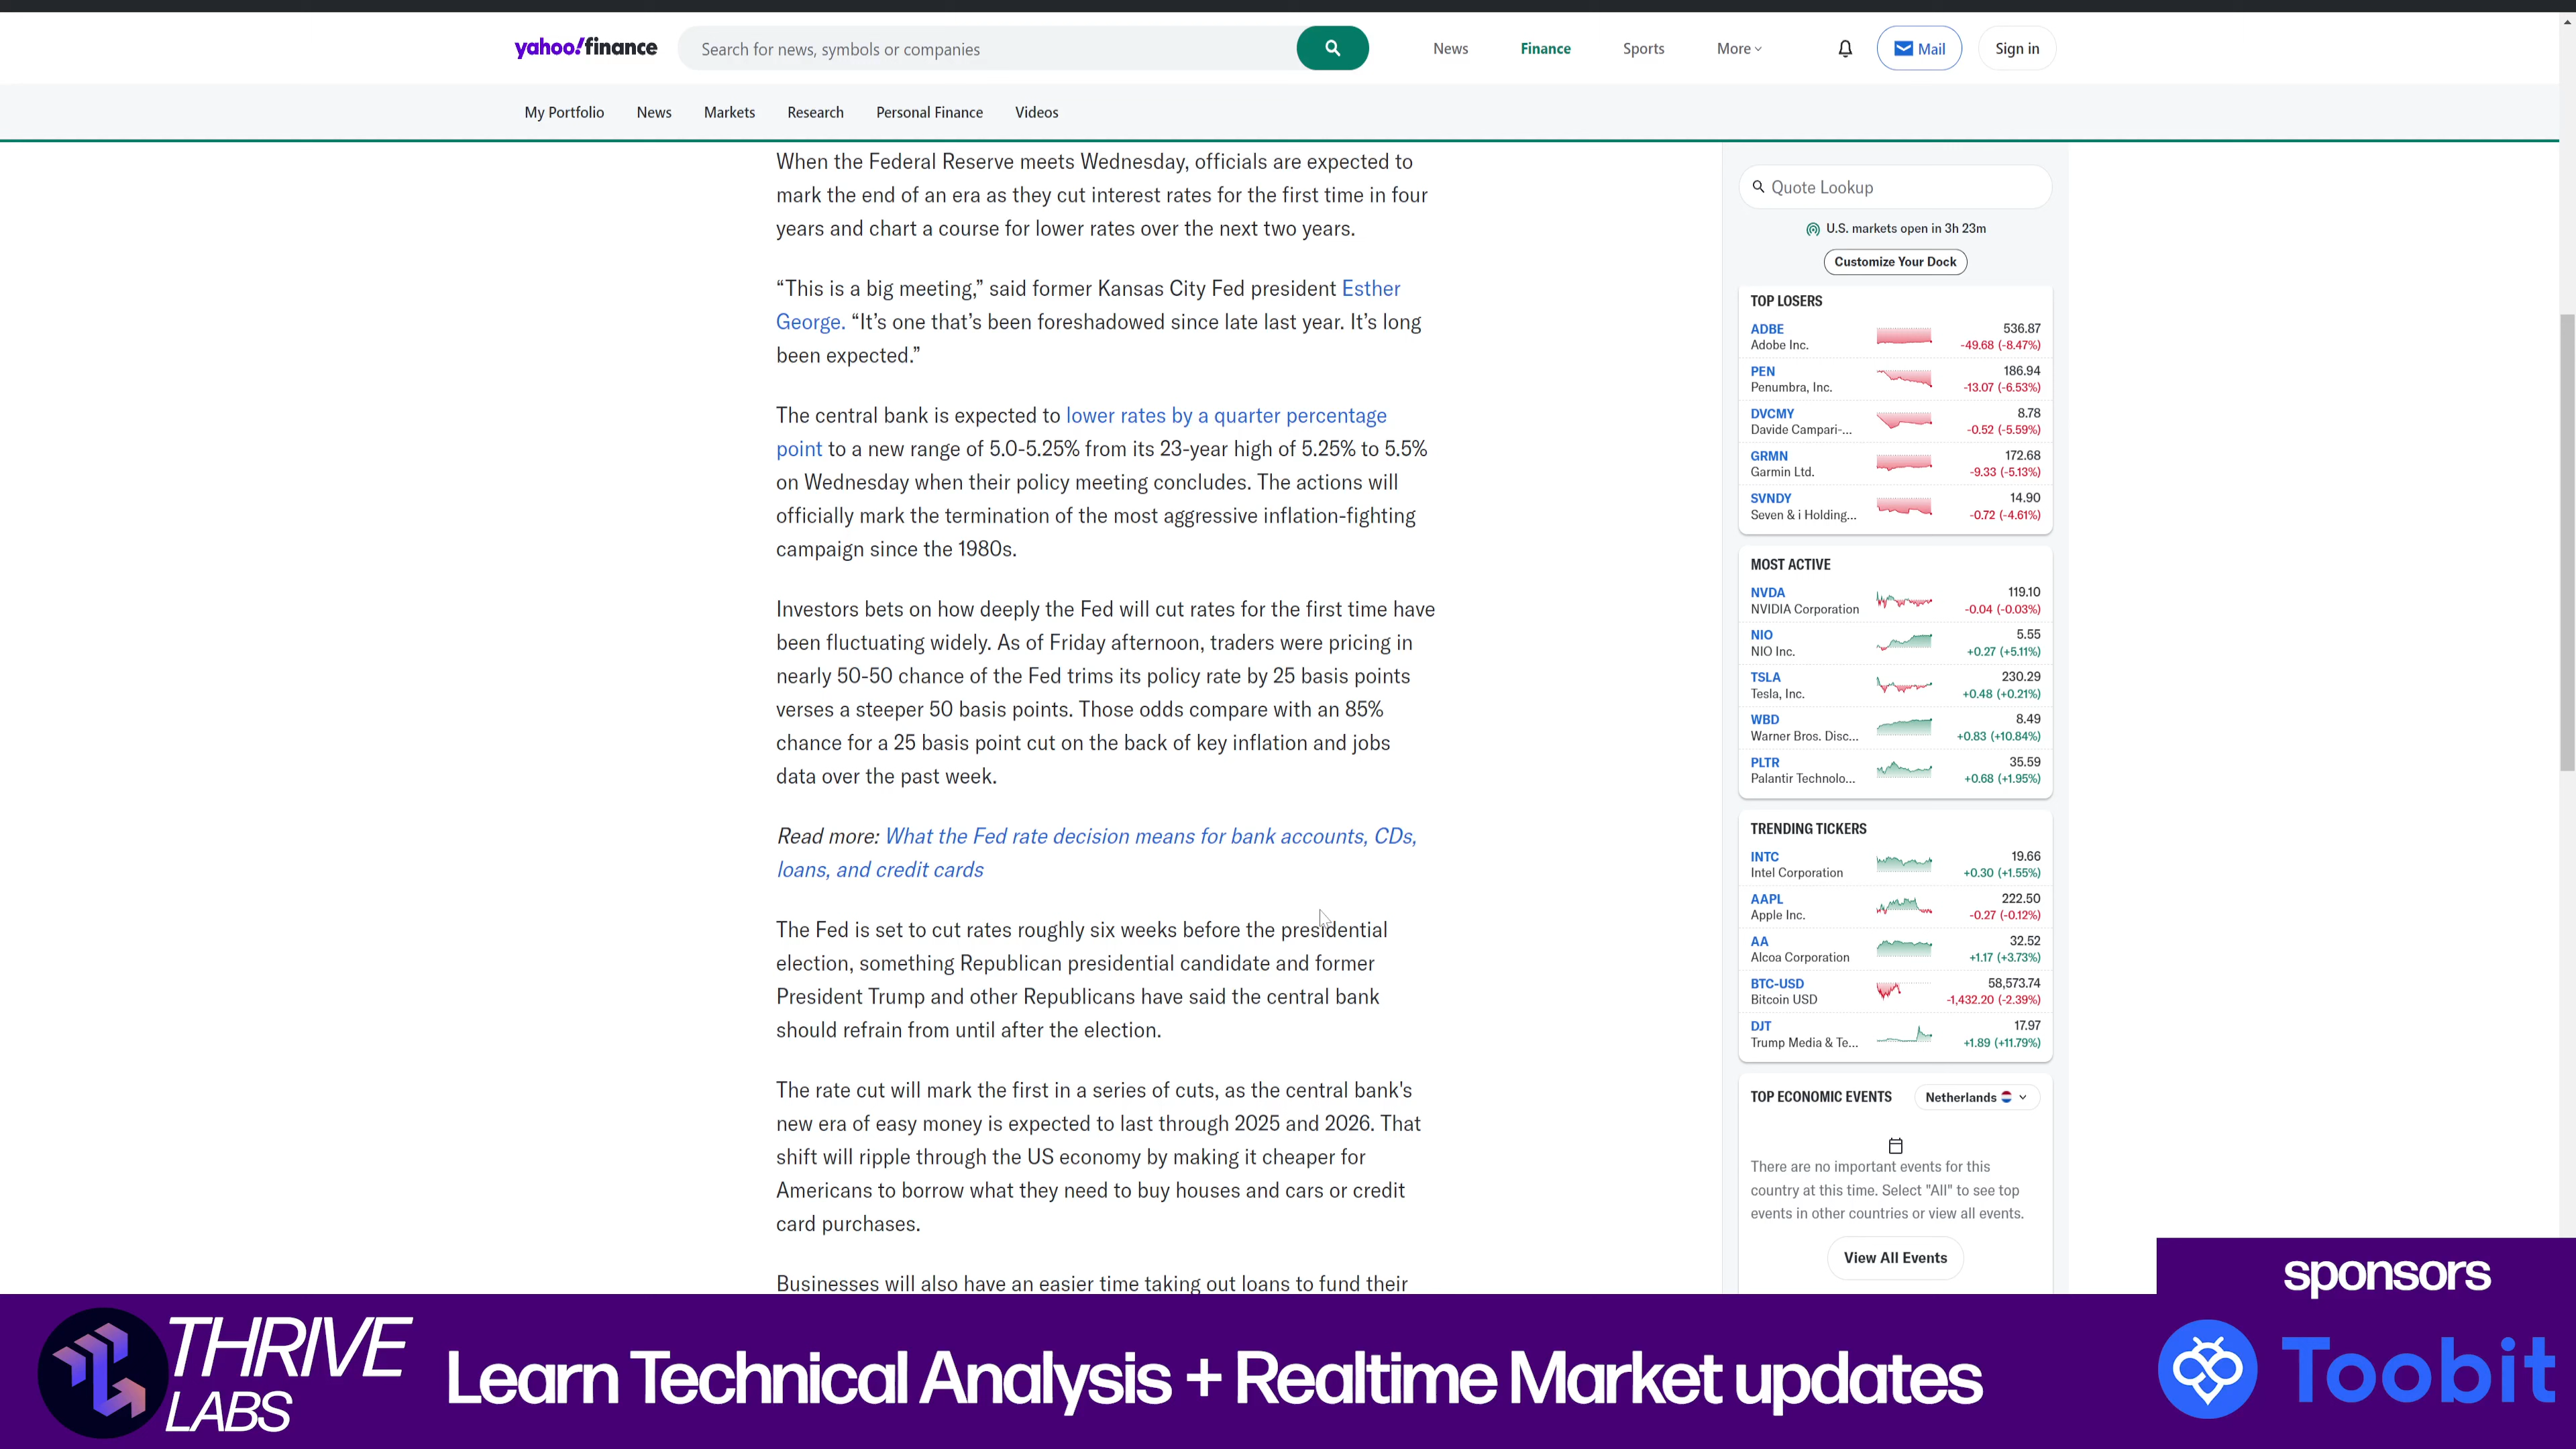 yahoo!finance
Search for news, symbols or companies
News
Finance
Sports
More
Mail
Sign in
My Portfolio
News
Markets
Research
Personal Finance
Videos
When the Federal Reserve meets Wednesday, officials are expected to
mark the end of an era as they cut interest rates for the first time in four
years and chart a course for lower rates over the next two years.
“This is a big meeting,” said former Kansas City Fed president Esther
George. “It’s one that’s been foreshadowed since late last year. It’s long
been expected.”
The central bank is expected to lower rates by a quarter percentage
point to a new range of 5.0-5.25% from its 23-year high of 5.25% to 5.5%
on Wednesday when their policy meeting concludes. The actions will
officially mark the termination of the most aggressive inflation-fighting
campaign since the 1980s.
Investors bets on how deeply the Fed will cut rates for the first time have
been fluctuating widely. As of Friday afternoon, traders were pricing in
nearly 50-50 chance of the Fed trims its policy rate by 25 basis points
verses a steeper 50 basis points. Those odds compare with an 85%
chance for a 25 basis point cut on the back of key inflation and jobs
data over the past week.
Read more: What the Fed rate decision means for bank accounts, CDs,
loans, and credit cards
The Fed is set to cut rates roughly six weeks before the presidential
election, something Republican presidential candidate and former
President Trump and other Republicans have said the central bank
should refrain from until after the election.
The rate cut will mark the first in a series of cuts, as the central bank's
new era of easy money is expected to last through 2025 and 2026. That
shift will ripple through the US economy by making it cheaper for
Americans to borrow what they need to buy houses and cars or credit
card purchases.
Businesses will also have an easier time taking out loans to fund their
Quote Lookup
U.S. markets open in 3h 23m
Customize Your Dock
TOP LOSERS
ADBE 536.87
Adobe Inc. -49.68 (-8.47%)
PEN 186.94
Penumbra, Inc. -13.07 (-6.53%)
DVCMY 8.78
Davide Campari-... -0.52 (-5.59%)
GRMN 172.68
Garmin Ltd. -9.33 (-5.13%)
SVNDY 14.90
Seven & i Holding... -0.72 (-4.61%)
MOST ACTIVE
NVDA 119.10
NVIDIA Corporation -0.04 (-0.03%)
NIO 5.55
NIO Inc. +0.27 (+5.11%)
TSLA 230.29
Tesla, Inc. +0.48 (+0.21%)
WBD 8.49
Warner Bros. Disc... +0.83 (+10.84%)
PLTR 35.59
Palantir Technolo... +0.68 (+1.95%)
TRENDING TICKERS
INTC 19.66
Intel Corporation +0.30 (+1.55%)
AAPL 222.50
Apple Inc. -0.27 (-0.12%)
AA 32.52
Alcoa Corporation +1.17 (+3.73%)
BTC-USD 58,573.74
Bitcoin USD -1,432.20 (-2.39%)
DJT 17.97
Trump Media & Te... +1.89 (+11.79%)
TOP ECONOMIC EVENTS Netherlands
There are no important events for this
country at this time. Select "All" to see top
events in other countries or view all events.
View All Events
sponsors
THRIVE
LABS
Learn Technical Analysis + Realtime Market updates
Toobit